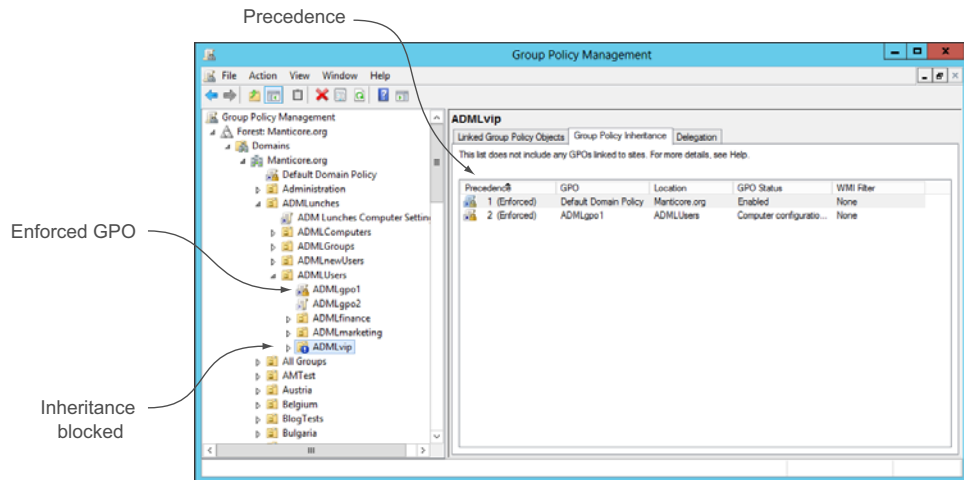 Precedence
Group Policy Management
File Action View Window Help
Group Policy Management
Forest: Manticore.org
Domains
Manticore.org
Default Domain Policy
Administration
ADMLunches
ADM Lunches Computer Settin
ADMLComputers
ADMLGroups
ADMLnewUsers
ADMLUsers
ADMLgpo1
ADMLgpo2
ADMLfinance
ADMLmarketing
ADMLvip
All Groups
AMTest
Austria
Belgium
BlogTests
Bulgaria
ADMLvip
Linked Group Policy Objects Group Policy Inheritance Delegation
This list does not include any GPOs linked to sites. For more details, see Help.
Precedence GPO Location GPO Status WMI Filter
1 (Enforced) Default Domain Policy Manticore.org Enabled None
2 (Enforced) ADMLgpo1 ADMLUsers Computer configuratio... None
Enforced GPO
Inheritance
blocked